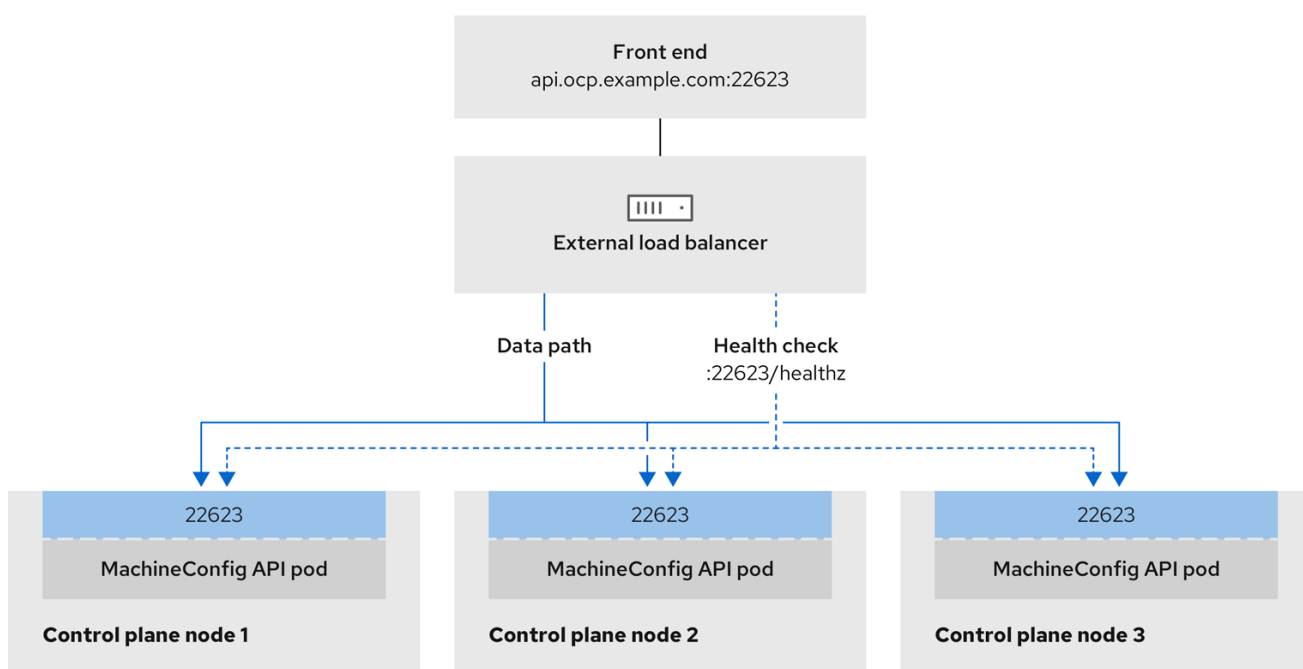 Front end
api.ocp.example.com:22623
External load balancer
Data path
Health check
:22623/healthz
22623
MachineConfig API pod
Control plane node 1
22623
MachineConfig API pod
Control plane node 2
22623
MachineConfig API pod
Control plane node 3